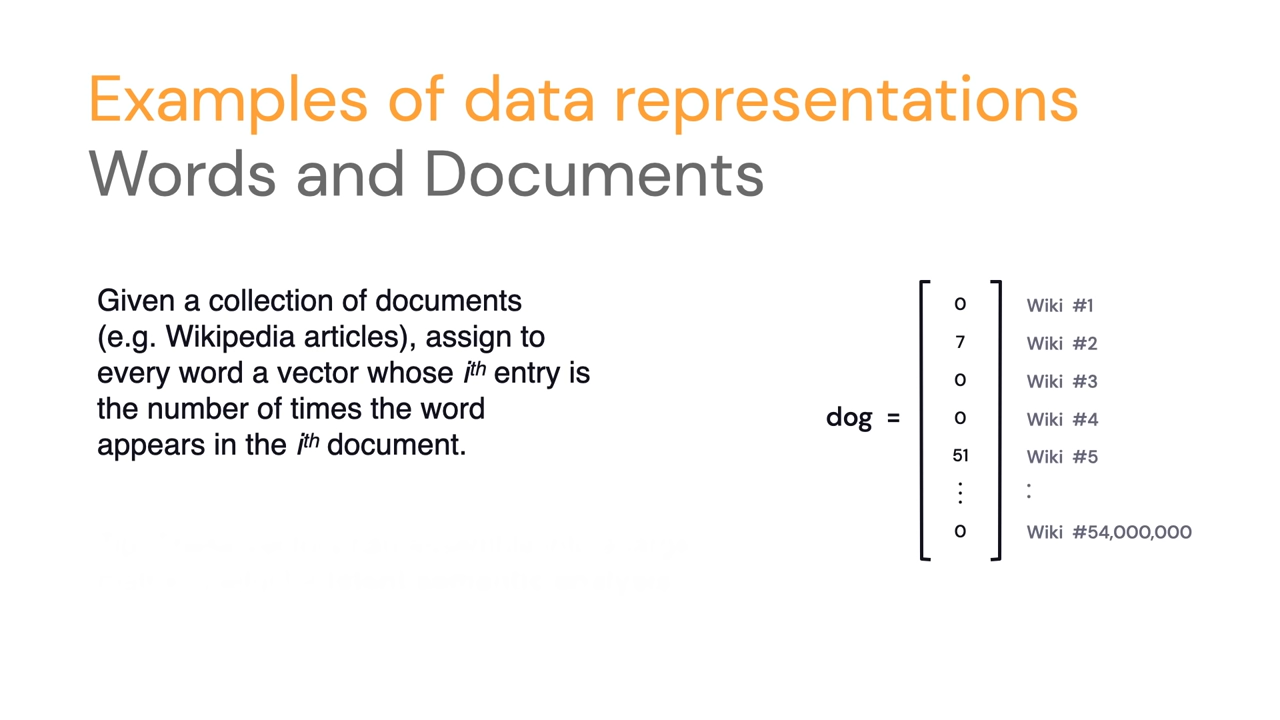 Examples of data representations
Words and Documents
Given a collection of documents
(e.g. Wikipedia articles), assign to
every word a vector whose iᵗʰ entry is
the number of times the word
appears in the iᵗʰ document.
dog =
0 Wiki #1
7 Wiki #2
0 Wiki #3
0 Wiki #4
51 Wiki #5
⋮ :
0 Wiki #54,000,000